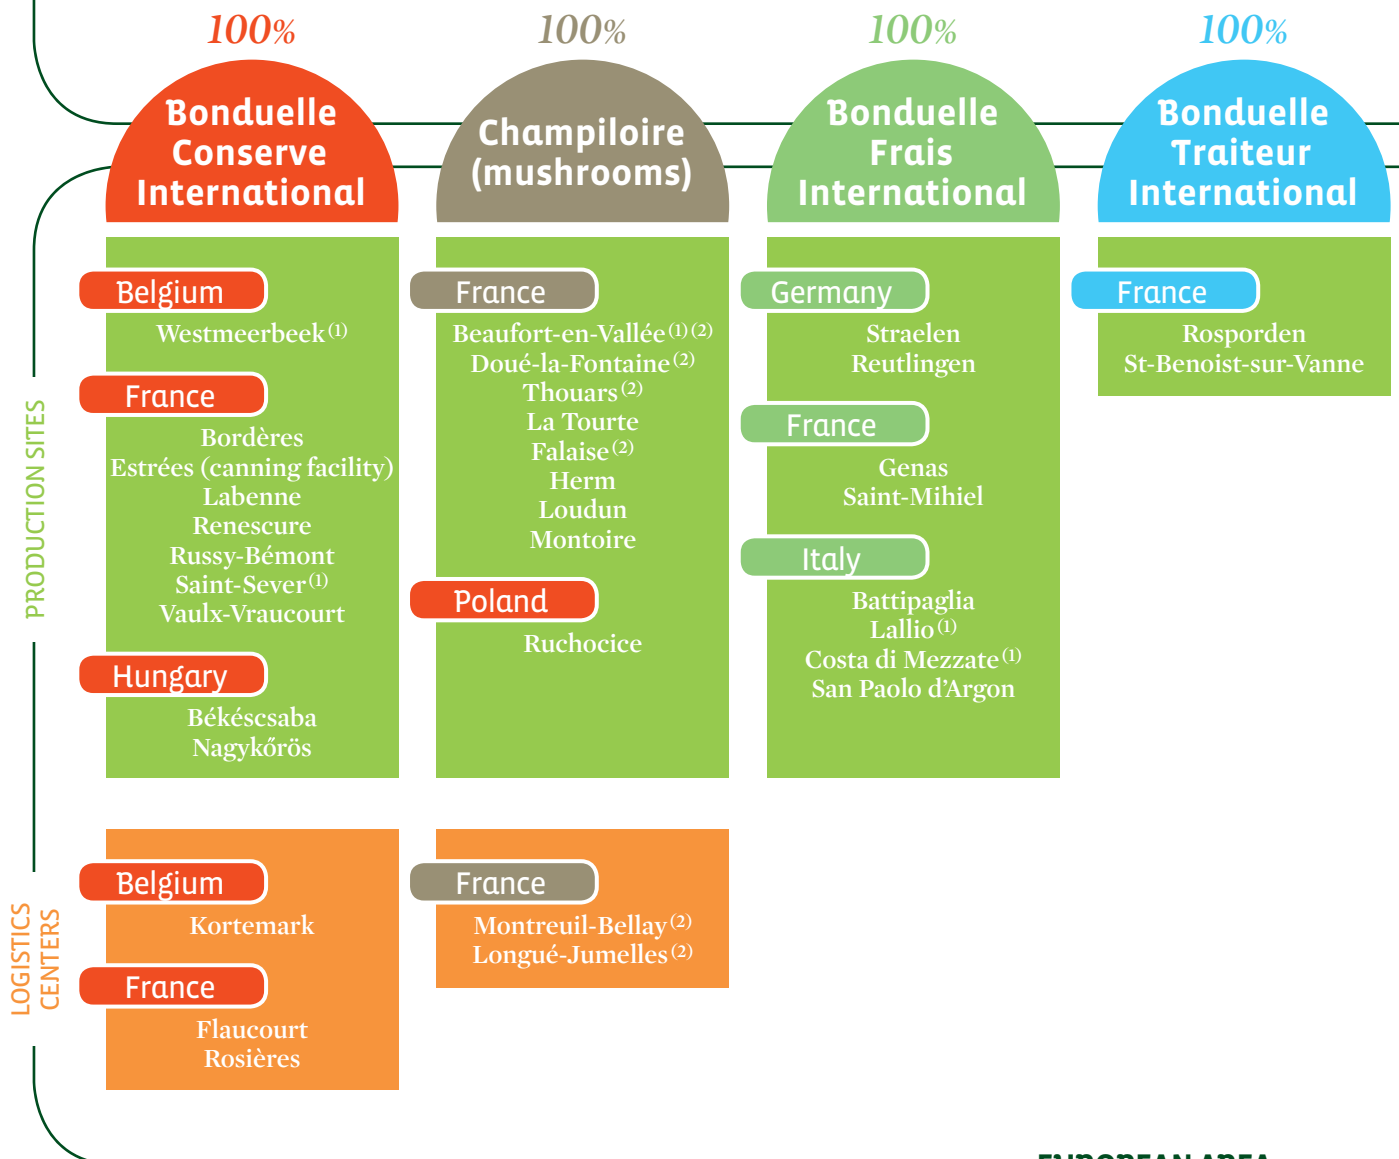 100%
Bonduelle
Conserve
International
PRODUCTION SITES
Belgium
Westmeerbeek (1)
France
Bordères
Estrées (canning facility)
Labenne
Renescure
Russy-Bémont
Saint-Sever (1)
Vaulx-Vraucourt
Hungary
Békéscsaba
Nagykőrös
LOGISTICS
CENTERS
Belgium
Kortemark
France
Flaucourt
Rosières
100%
Champiloire
(mushrooms)
France
Beaufort-en-Vallée (1) (2)
Doué-la-Fontaine (2)
Thouars (2)
La Tourte
Falaise (2)
Herm
Loudun
Montoire
Poland
Ruchocice
France
Montreuil-Bellay (2)
Longué-Jumelles (2)
100%
Bonduelle
Frais
International
Germany
Straelen
Reutlingen
France
Genas
Saint-Mihiel
Italy
Battipaglia
Lallio (1)
Costa di Mezzate (1)
San Paolo d'Argon
100%
Bonduelle
Traiteur
International
France
Rosporden
St-Benoist-sur-Vanne
EUROPEAN AREA